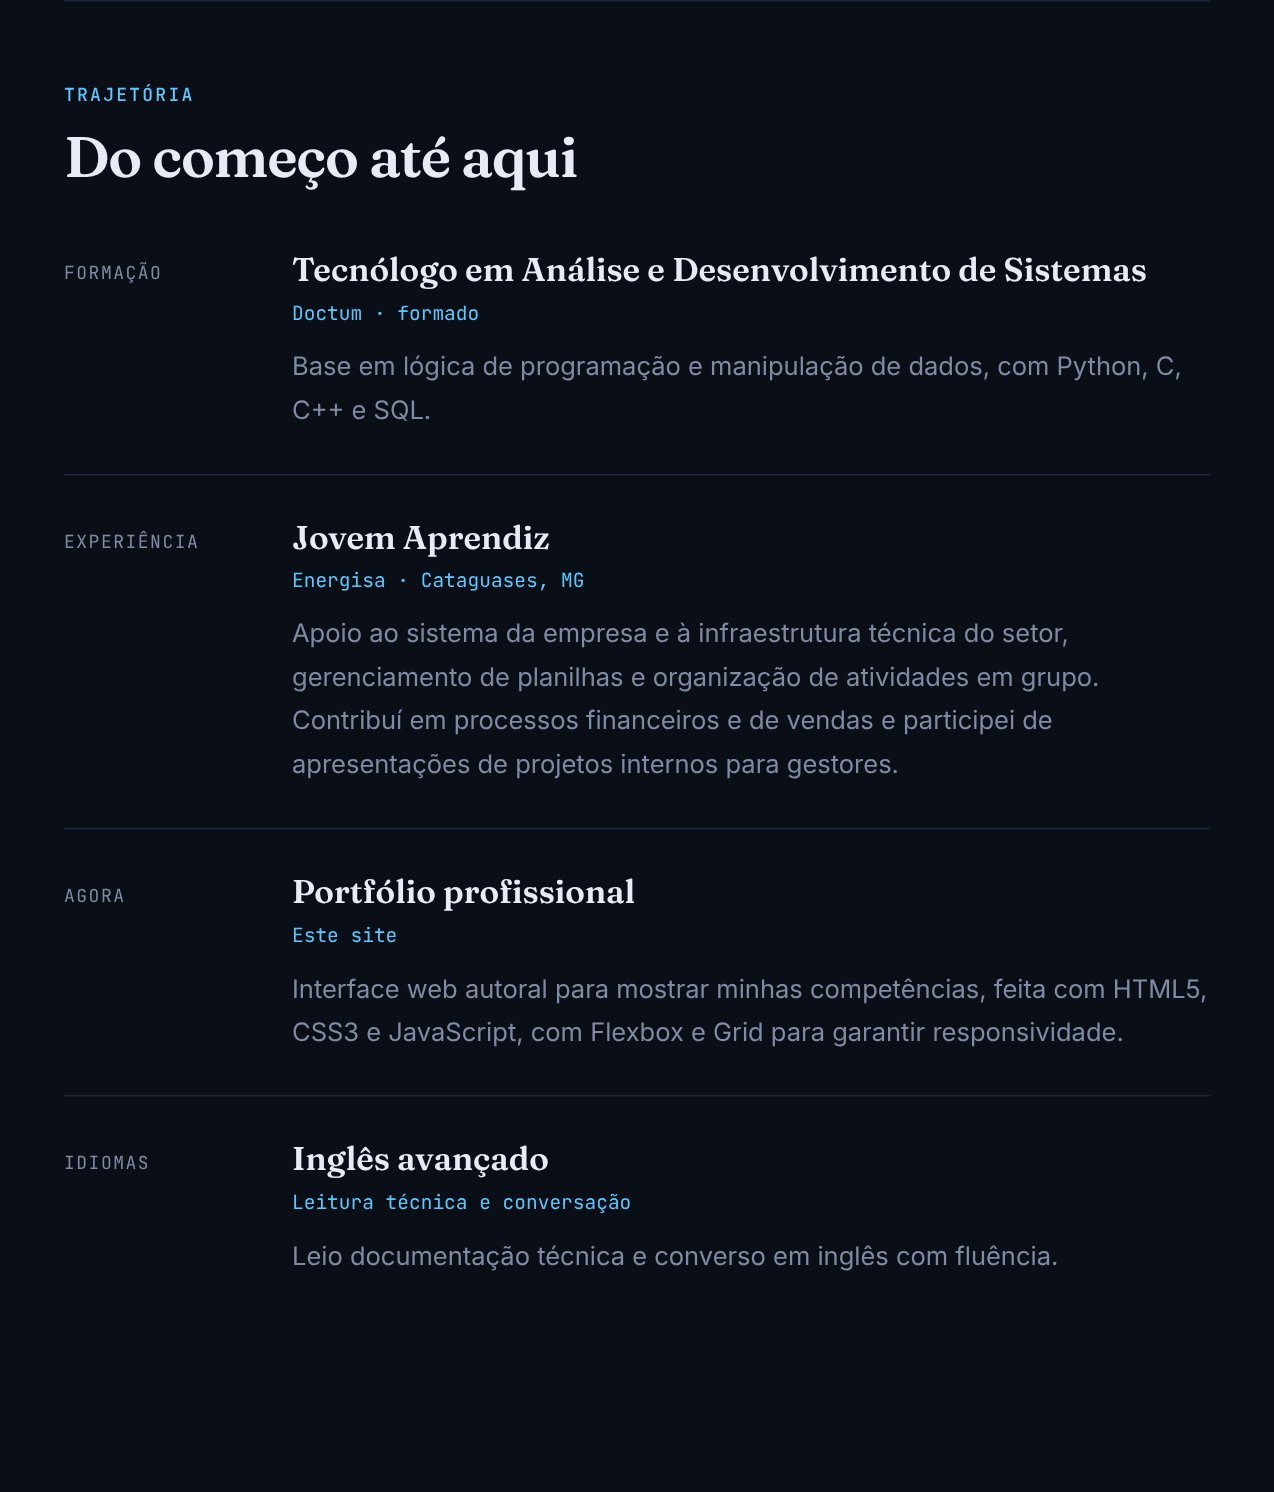 TRAJETÓRIA
Do começo até aqui
FORMAÇÃO
Tecnólogo em Análise e Desenvolvimento de Sistemas
Doctum · formado
Base em lógica de programação e manipulação de dados, com Python, C,
C++ e SQL.
EXPERIÊNCIA
Jovem Aprendiz
Energisa · Cataguases, MG
Apoio ao sistema da empresa e à infraestrutura técnica do setor,
gerenciamento de planilhas e organização de atividades em grupo.
Contribuí em processos financeiros e de vendas e participei de
apresentações de projetos internos para gestores.
AGORA
Portfólio profissional
Este site
Interface web autoral para mostrar minhas competências, feita com HTML5,
CSS3 e JavaScript, com Flexbox e Grid para garantir responsividade.
IDIOMAS
Inglês avançado
Leitura técnica e conversação
Leio documentação técnica e converso em inglês com fluência.